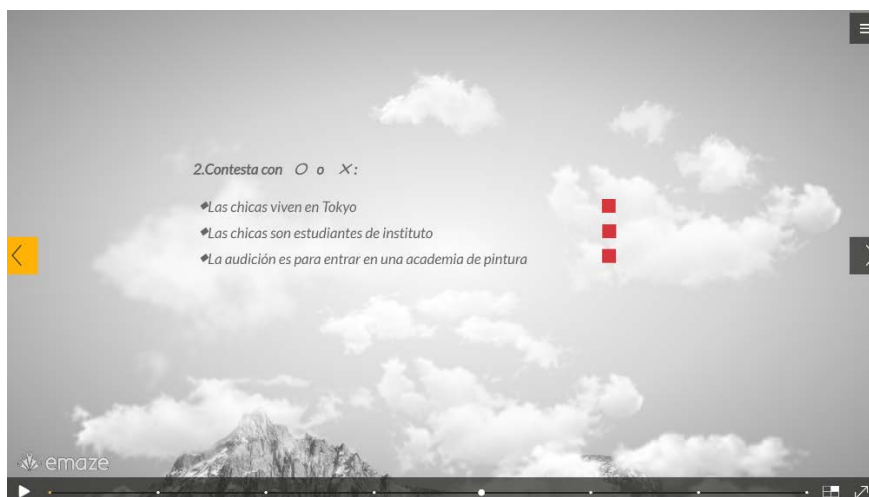 2.Contesta con ○ o ✕:
◆Las chicas viven en Tokyo
◆Las chicas son estudiantes de instituto
◆La audición es para entrar en una academia de pintura
emaze